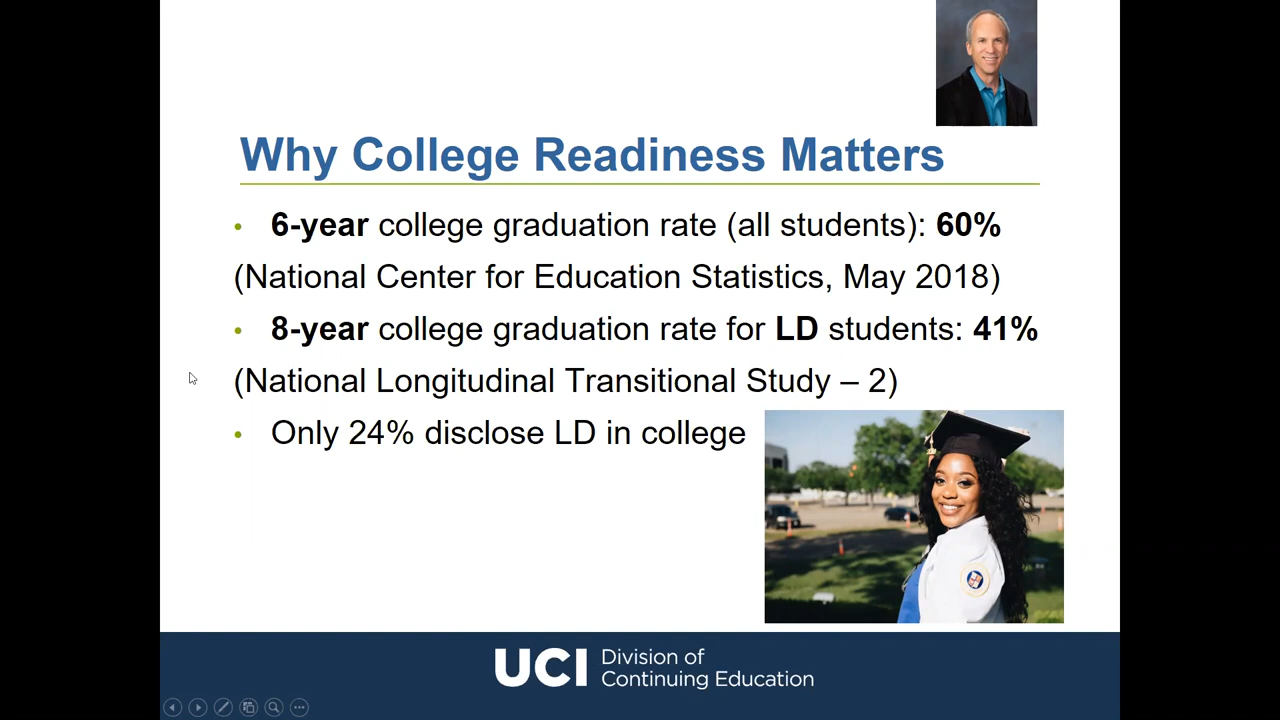 Why College Readiness Matters
• 6-year college graduation rate (all students): 60%
(National Center for Education Statistics, May 2018)
• 8-year college graduation rate for LD students: 41%
(National Longitudinal Transitional Study – 2)
• Only 24% disclose LD in college
UCI Division of
Continuing Education